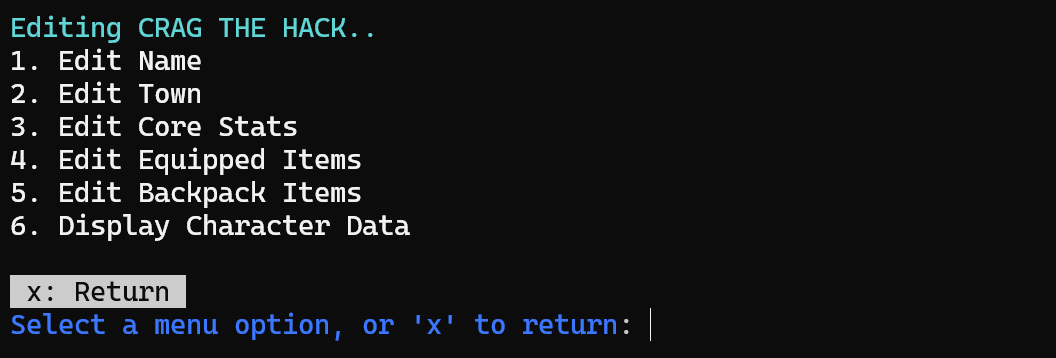 Editing CRAG THE HACK..
1. Edit Name
2. Edit Town
3. Edit Core Stats
4. Edit Equipped Items
5. Edit Backpack Items
6. Display Character Data
x: Return
Select a menu option, or 'x' to return: